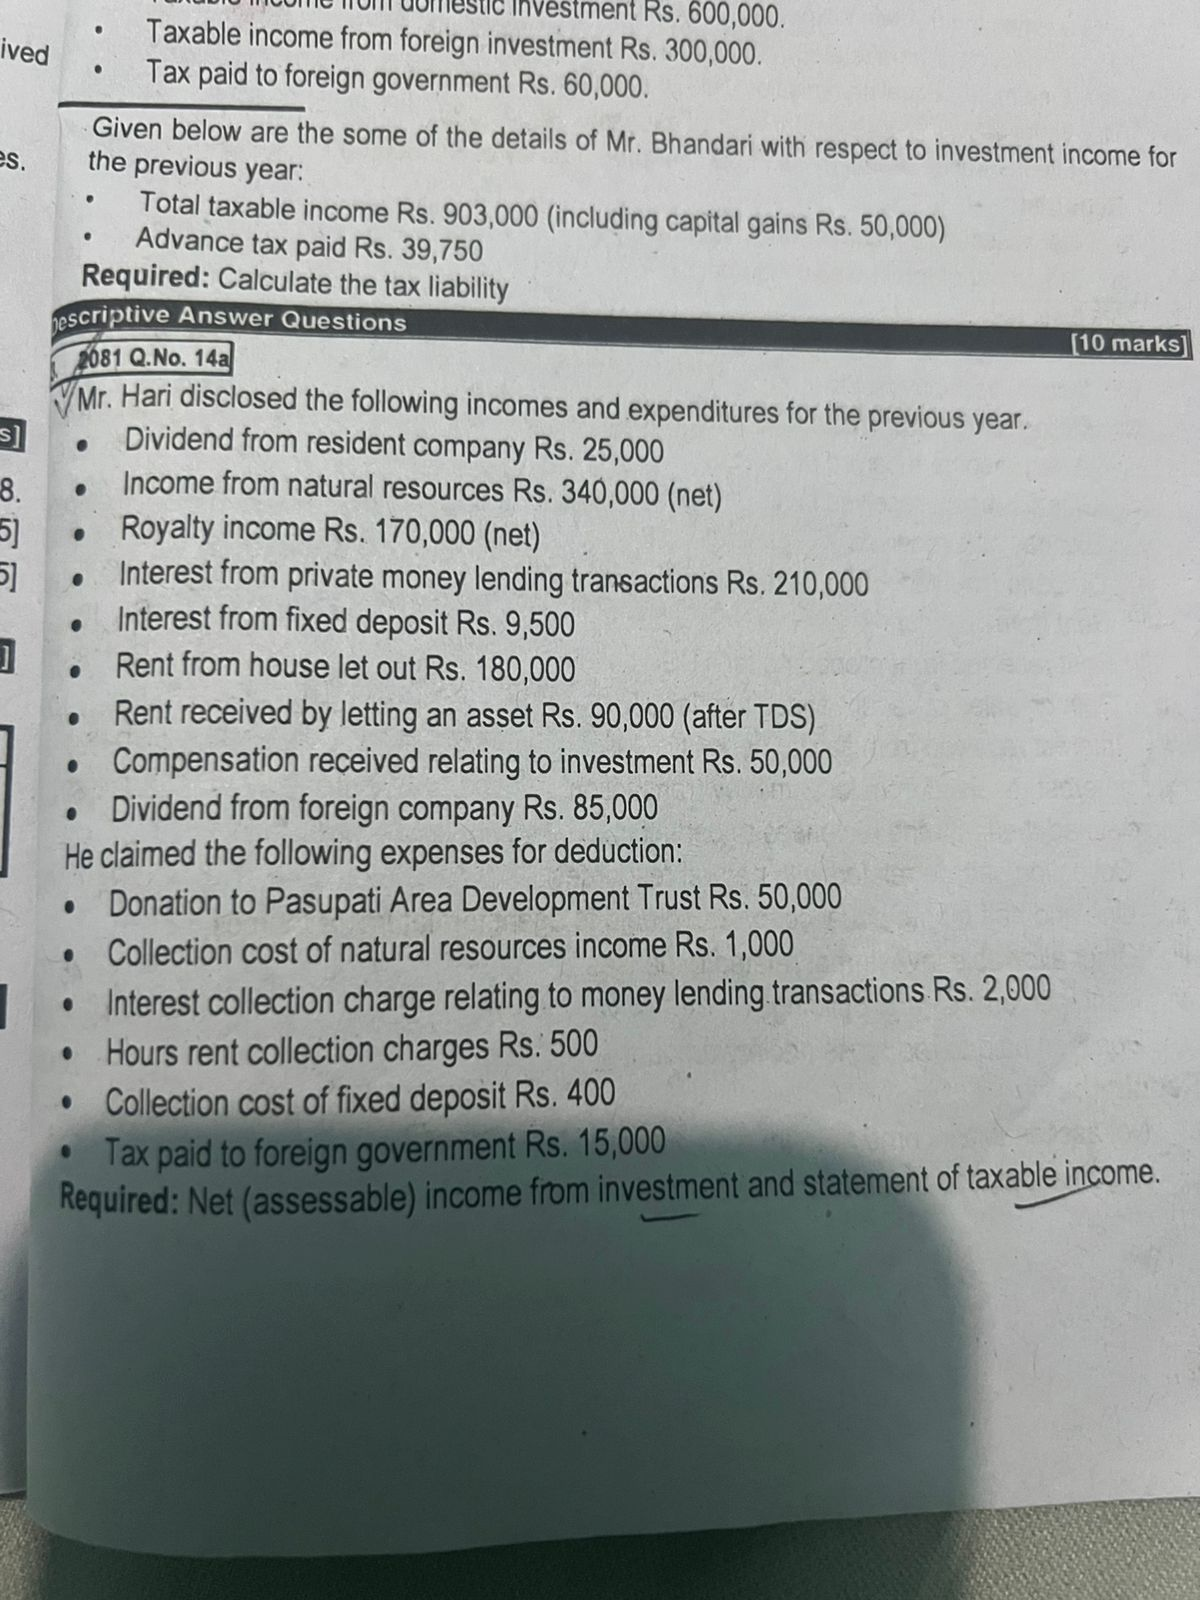 ived
es.
s]
8.
5]
5]
]
income from domestic investment Rs. 600,000.
• Taxable income from foreign investment Rs. 300,000.
• Tax paid to foreign government Rs. 60,000.
Given below are the some of the details of Mr. Bhandari with respect to investment income for
the previous year:
• Total taxable income Rs. 903,000 (including capital gains Rs. 50,000)
• Advance tax paid Rs. 39,750
Required: Calculate the tax liability
Descriptive Answer Questions [10 marks]
2081 Q.No. 14a
Mr. Hari disclosed the following incomes and expenditures for the previous year.
• Dividend from resident company Rs. 25,000
• Income from natural resources Rs. 340,000 (net)
• Royalty income Rs. 170,000 (net)
• Interest from private money lending transactions Rs. 210,000
• Interest from fixed deposit Rs. 9,500
• Rent from house let out Rs. 180,000
• Rent received by letting an asset Rs. 90,000 (after TDS)
• Compensation received relating to investment Rs. 50,000
• Dividend from foreign company Rs. 85,000
He claimed the following expenses for deduction:
• Donation to Pasupati Area Development Trust Rs. 50,000
• Collection cost of natural resources income Rs. 1,000
• Interest collection charge relating to money lending transactions Rs. 2,000
• Hours rent collection charges Rs. 500
• Collection cost of fixed deposit Rs. 400
• Tax paid to foreign government Rs. 15,000
Required: Net (assessable) income from investment and statement of taxable income.